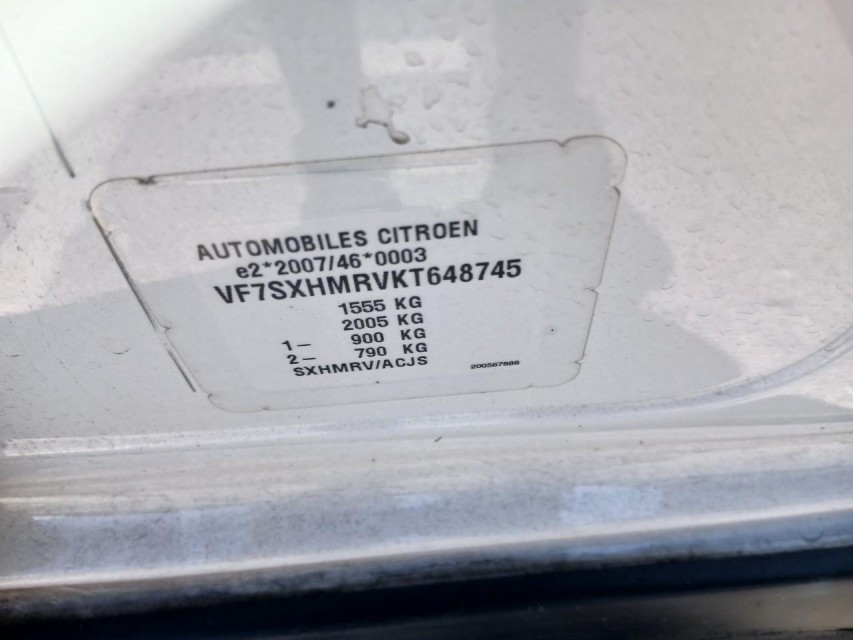 AUTOMOBILES CITROEN
e2*2007/46*0003
VF7SXHMRVKT648745
1555 KG
2005 KG
1– 900 KG
2– 790 KG
SXHMRV/ACJS
200567886